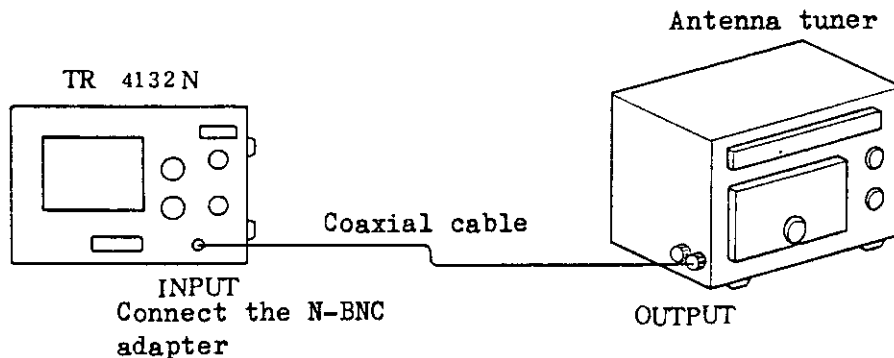 Antenna tuner
TR 4132N
Coaxial cable
INPUT
Connect the N-BNC
adapter
OUTPUT